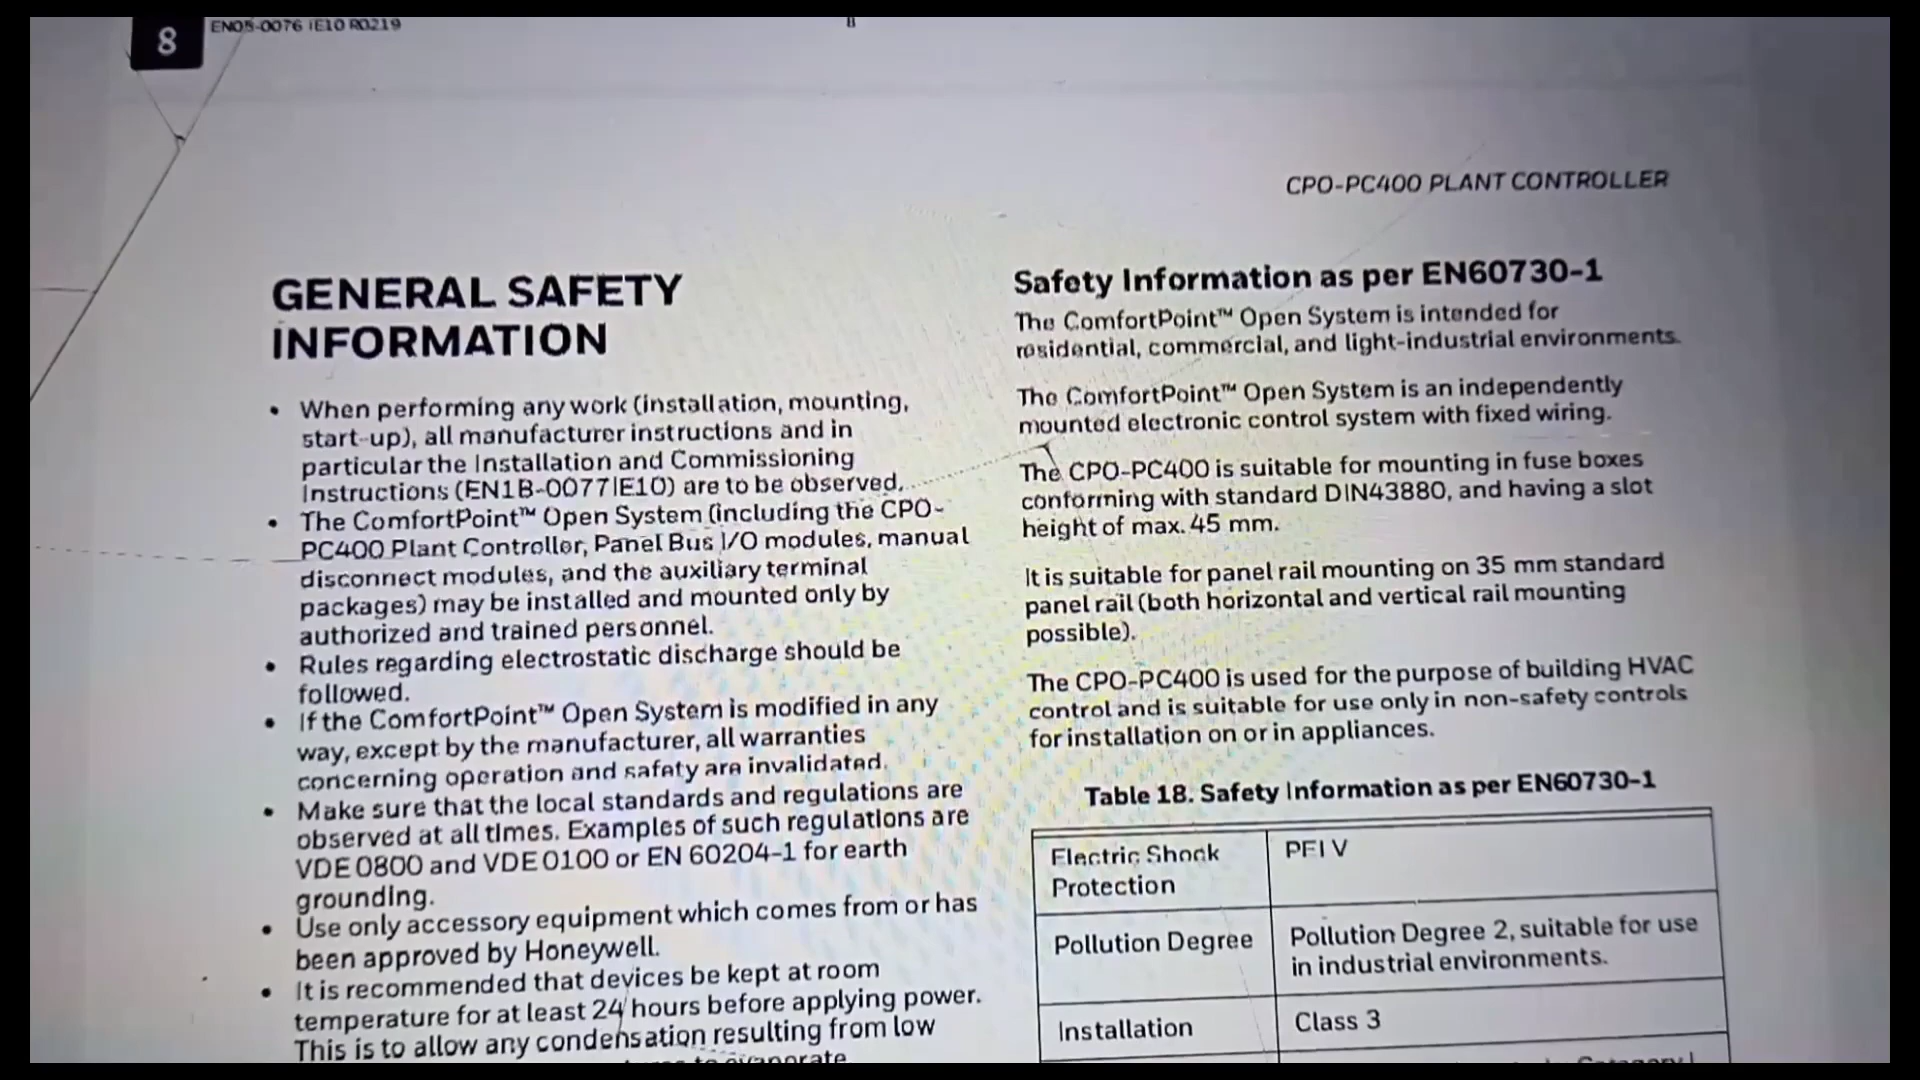 8
EN0B-0076 IE10 R0219
8
CPO-PC400 PLANT CONTROLLER
GENERAL SAFETY
INFORMATION
• When performing any work (installation, mounting,
start-up), all manufacturer instructions and in
particular the Installation and Commissioning
Instructions (EN1B-0077IE10) are to be observed.
• The ComfortPoint™ Open System (including the CPO-
PC400 Plant Controller, Panel Bus I/O modules, manual
disconnect modules, and the auxiliary terminal
packages) may be installed and mounted only by
authorized and trained personnel.
• Rules regarding electrostatic discharge should be
followed.
• If the ComfortPoint™ Open System is modified in any
way, except by the manufacturer, all warranties
concerning operation and safety are invalidated.
• Make sure that the local standards and regulations are
observed at all times. Examples of such regulations are
VDE 0800 and VDE 0100 or EN 60204-1 for earth
grounding.
• Use only accessory equipment which comes from or has
been approved by Honeywell.
• It is recommended that devices be kept at room
temperature for at least 24 hours before applying power.
This is to allow any condensation resulting from low
to evaporate
Safety Information as per EN60730-1
The ComfortPoint™ Open System is intended for
residential, commercial, and light-industrial environments.
The ComfortPoint™ Open System is an independently
mounted electronic control system with fixed wiring.
The CPO-PC400 is suitable for mounting in fuse boxes
conforming with standard DIN43880, and having a slot
height of max. 45 mm.
It is suitable for panel rail mounting on 35 mm standard
panel rail (both horizontal and vertical rail mounting
possible).
The CPO-PC400 is used for the purpose of building HVAC
control and is suitable for use only in non-safety controls
for installation on or in appliances.
Table 18. Safety Information as per EN60730-1
Electric Shock
Protection
PELV
Pollution Degree
Pollution Degree 2, suitable for use
in industrial environments.
Installation
Class 3
Category I